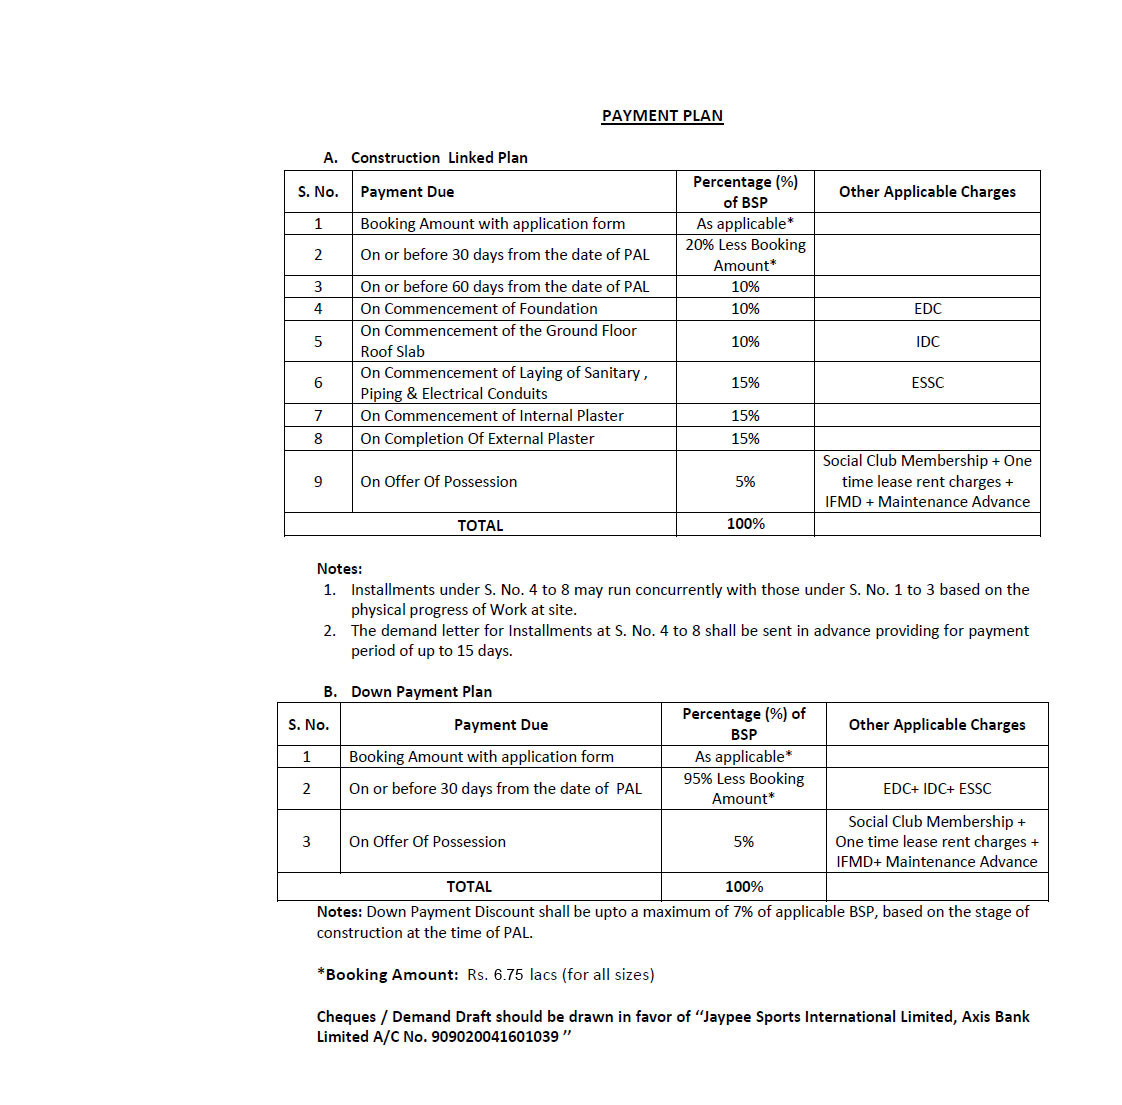 PAYMENT PLAN
A. Construction Linked Plan
S. No. Payment Due Percentage (%) of BSP Other Applicable Charges
1 Booking Amount with application form As applicable*
2 On or before 30 days from the date of PAL 20% Less Booking Amount*
3 On or before 60 days from the date of PAL 10%
4 On Commencement of Foundation 10% EDC
5 On Commencement of the Ground Floor Roof Slab 10% IDC
6 On Commencement of Laying of Sanitary , Piping & Electrical Conduits 15% ESSC
7 On Commencement of Internal Plaster 15%
8 On Completion Of External Plaster 15%
9 On Offer Of Possession 5% Social Club Membership + One time lease rent charges + IFMD + Maintenance Advance
TOTAL 100%
Notes:
1. Installments under S. No. 4 to 8 may run concurrently with those under S. No. 1 to 3 based on the
physical progress of Work at site.
2. The demand letter for Installments at S. No. 4 to 8 shall be sent in advance providing for payment
period of up to 15 days.
B. Down Payment Plan
S. No. Payment Due Percentage (%) of BSP Other Applicable Charges
1 Booking Amount with application form As applicable*
2 On or before 30 days from the date of PAL 95% Less Booking Amount* EDC+ IDC+ ESSC
3 On Offer Of Possession 5% Social Club Membership + One time lease rent charges + IFMD+ Maintenance Advance
TOTAL 100%
Notes: Down Payment Discount shall be upto a maximum of 7% of applicable BSP, based on the stage of
construction at the time of PAL.
*Booking Amount: Rs. 6.75 lacs (for all sizes)
Cheques / Demand Draft should be drawn in favor of “Jaypee Sports International Limited, Axis Bank
Limited A/C No. 909020041601039 ”